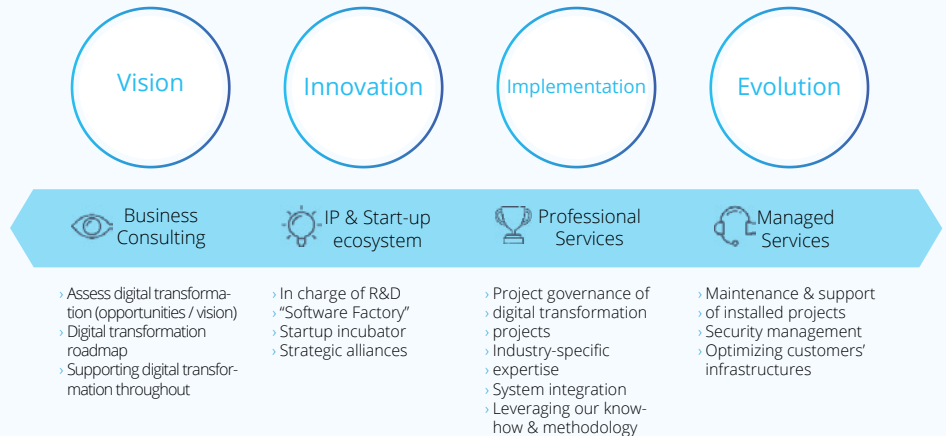 Vision
Innovation
Implementation
Evolution
Business
Consulting
IP & Start-up
ecosystem
Professional
Services
Managed
Services
› Assess digital transforma-
tion (opportunities / vision)
› Digital transformation
roadmap
› Supporting digital transfor-
mation throughout
› In charge of R&D
› “Software Factory”
› Startup incubator
› Strategic alliances
› Project governance of
› digital transformation
› projects
› Industry-specific
› expertise
› System integration
› Leveraging our know-
how & methodology
› Maintenance & support
› of installed projects
› Security management
› Optimizing customers’
infrastructures